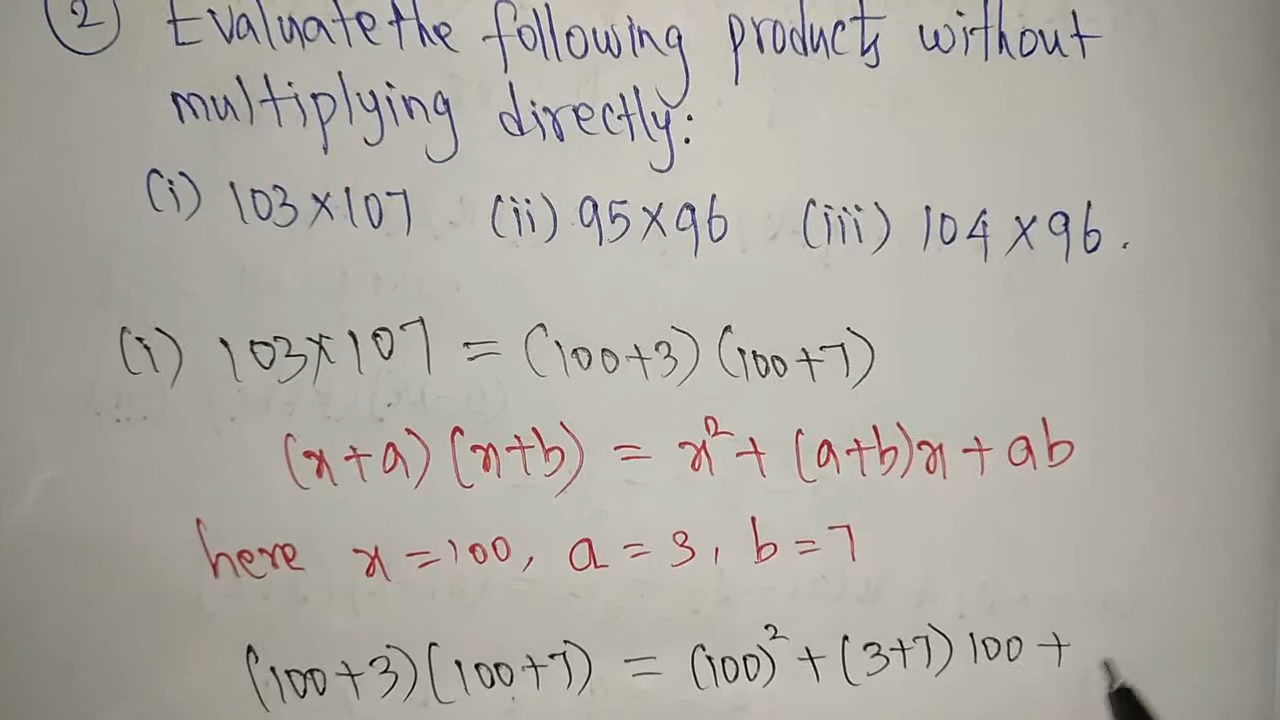 ② Evaluate the following products without
multiplying directly:
(i) 103×107 (ii) 95×96 (iii) 104×96.
(i) 103×107 = (100+3) (100+7)
(x+a) (x+b) = x² + (a+b)x + ab
here x=100, a=3, b=7
(100+3) (100+7) = (100)² + (3+7) 100 +